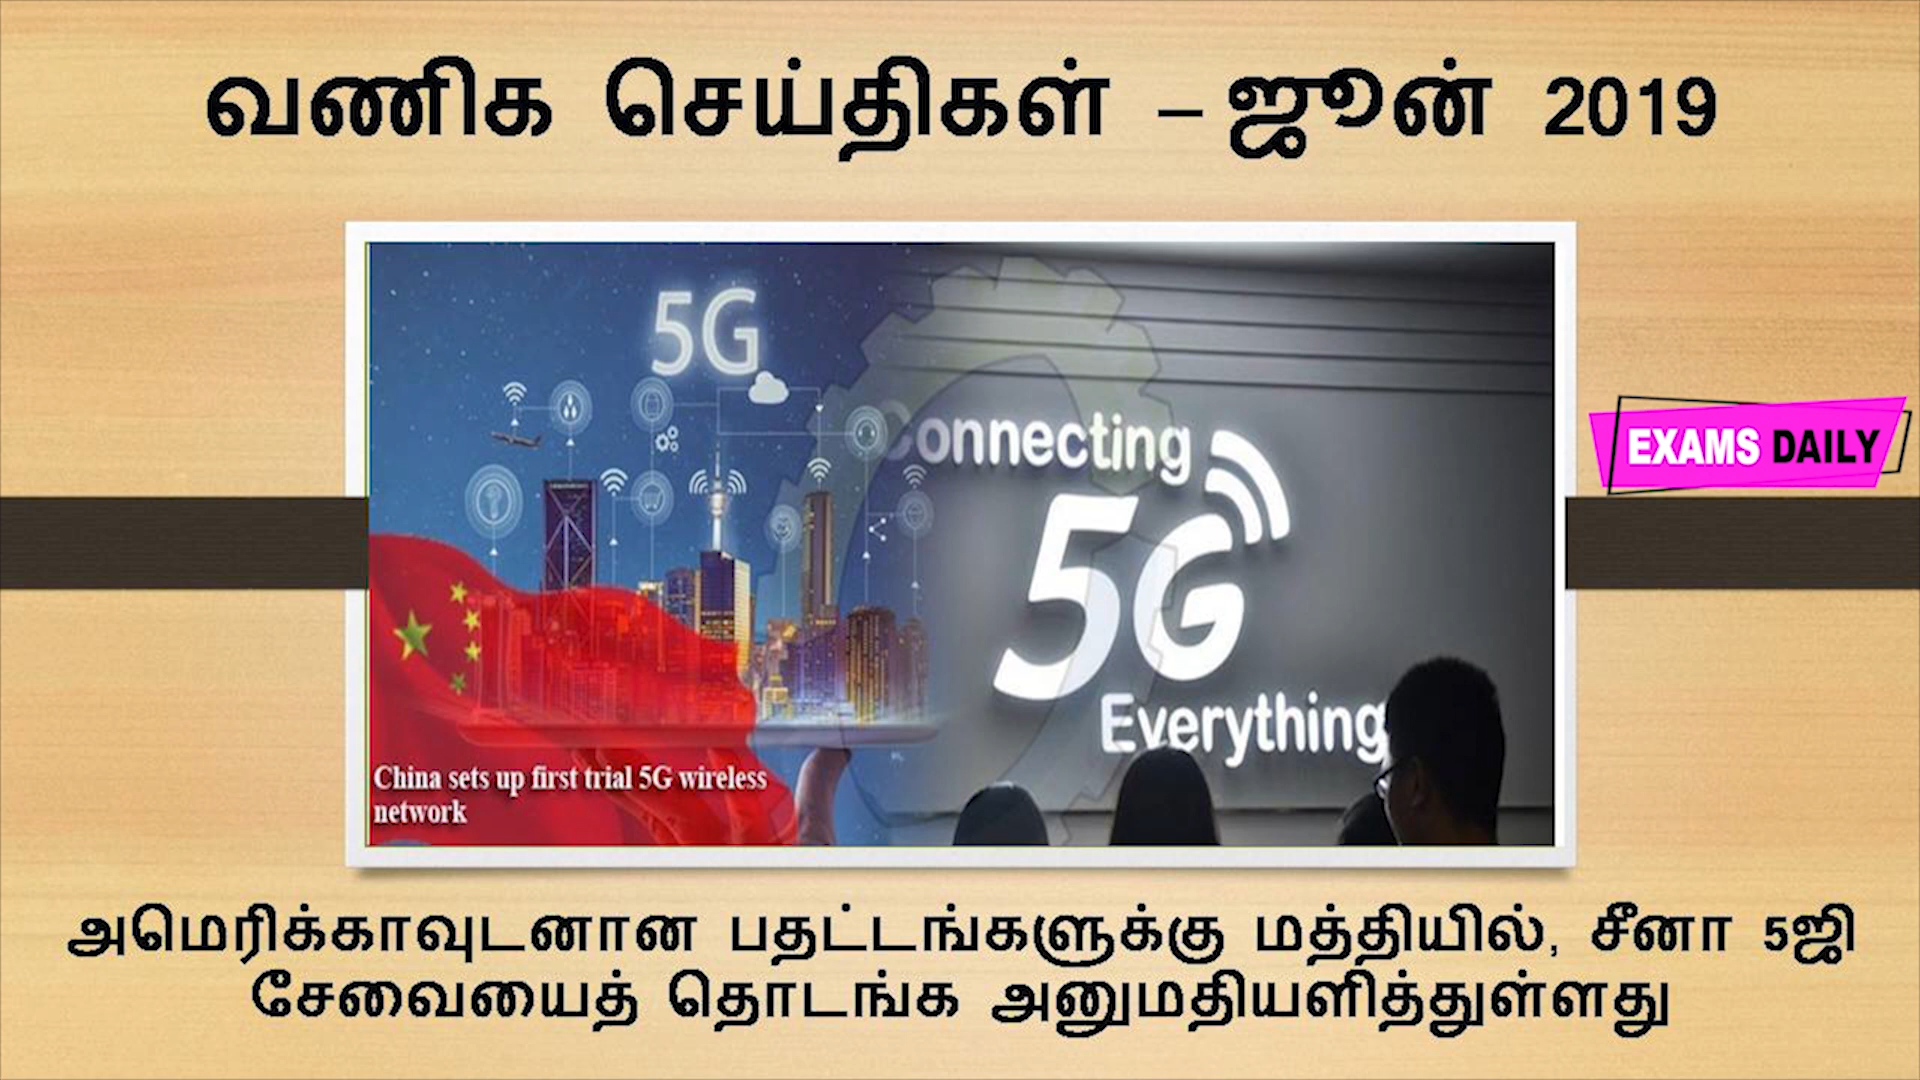 வணிக செய்திகள் – ஜூன் 2019
5G
Connecting
5G
Everything
EXAMS DAILY
China sets up first trial 5G wireless
network
அமெரிக்காவுடனான பதட்டங்களுக்கு மத்தியில், சீனா 5ஜி
சேவையைத் தொடங்க அனுமதியளித்துள்ளது